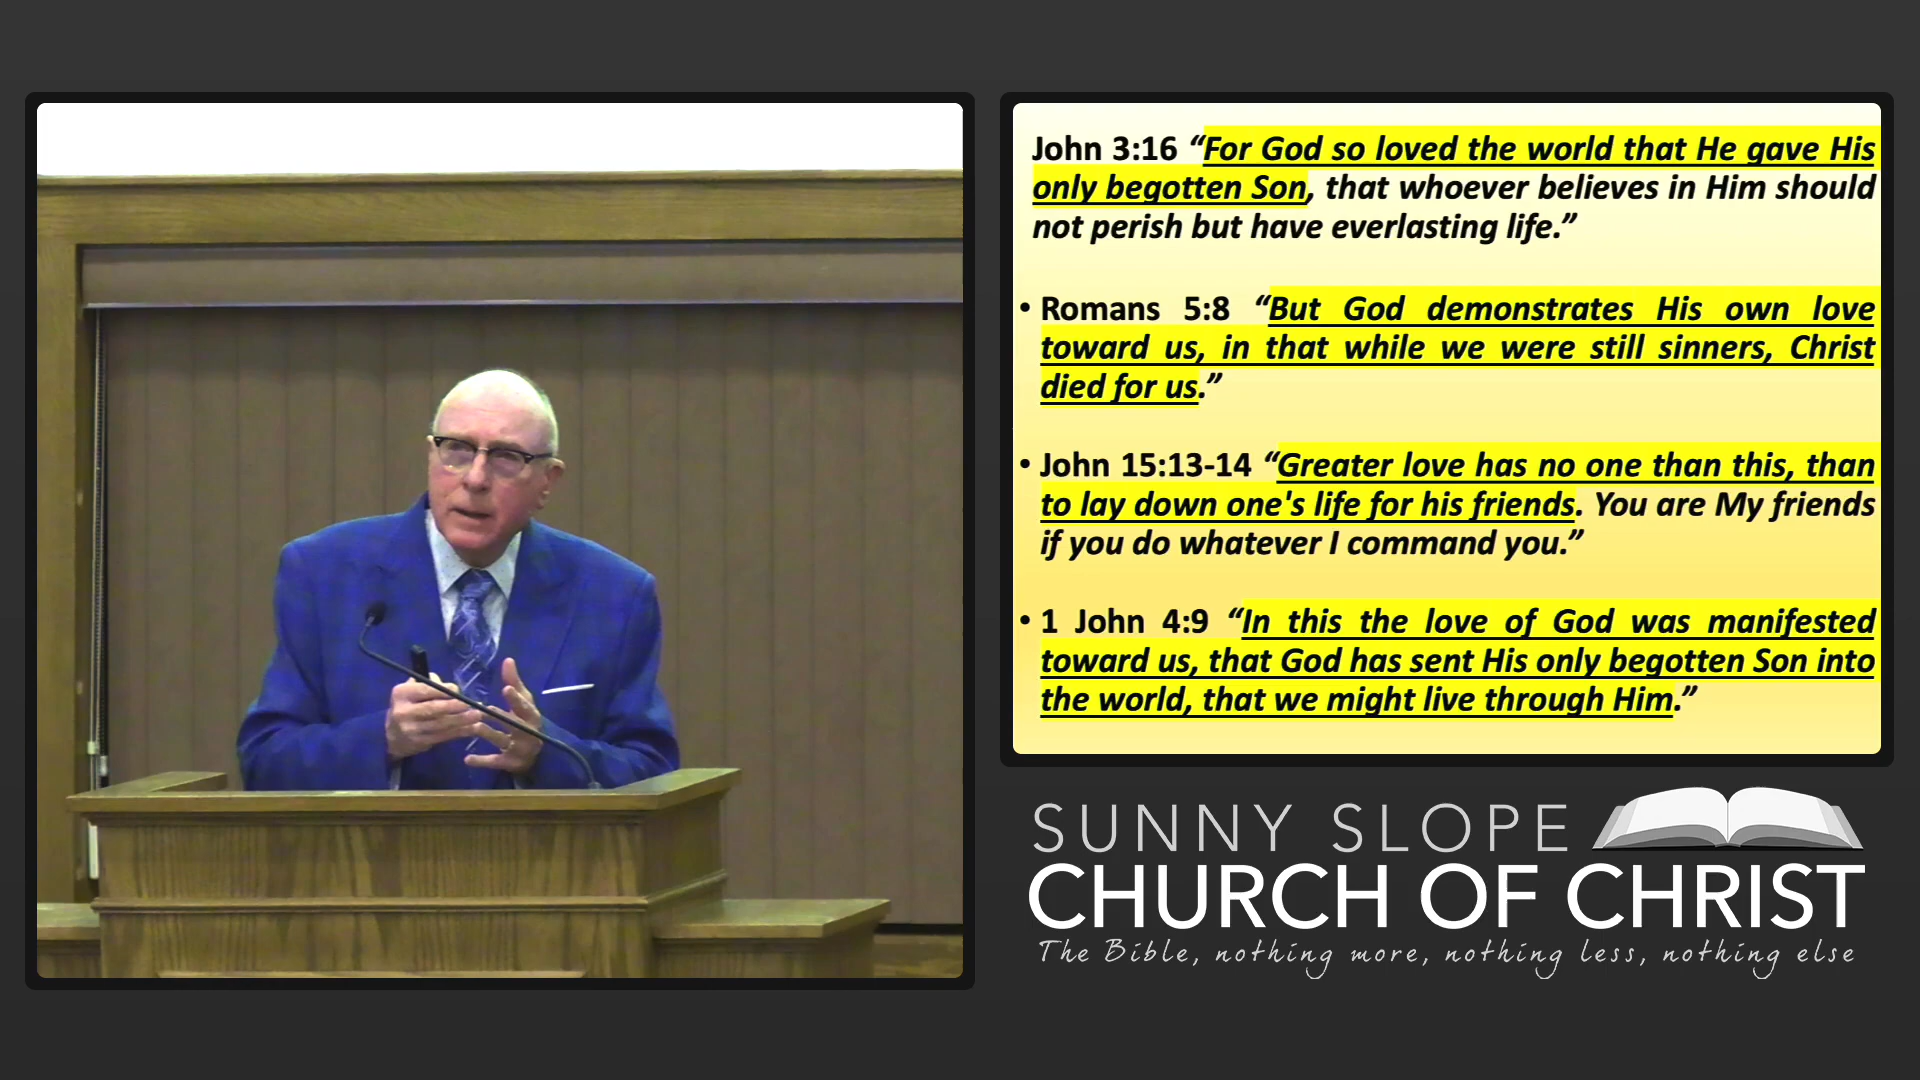 John 3:16 “For God so loved the world that He gave His
only begotten Son, that whoever believes in Him should
not perish but have everlasting life.”
• Romans 5:8 “But God demonstrates His own love
toward us, in that while we were still sinners, Christ
died for us.”
• John 15:13-14 “Greater love has no one than this, than
to lay down one's life for his friends. You are My friends
if you do whatever I command you.”
• 1 John 4:9 “In this the love of God was manifested
toward us, that God has sent His only begotten Son into
the world, that we might live through Him.”
SUNNY SLOPE
CHURCH OF CHRIST
The Bible, nothing more, nothing less, nothing else